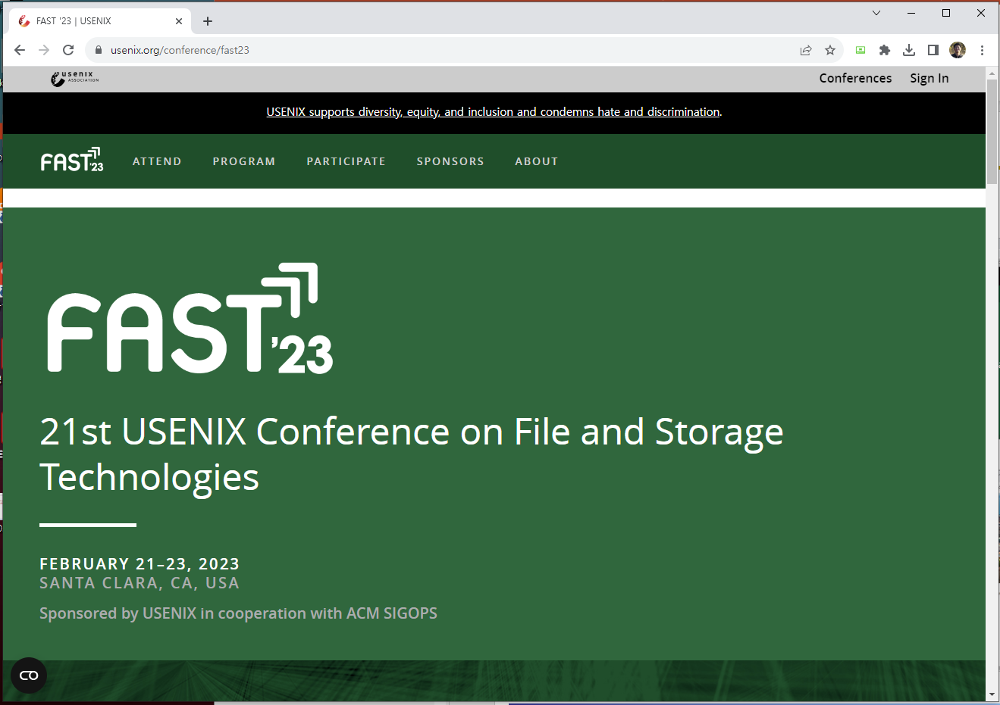 FAST '23 | USENIX
usenix.org/conference/fast23
usenix
ASSOCIATION
Conferences Sign In
USENIX supports diversity, equity, and inclusion and condemns hate and discrimination.
FAST'23 ATTEND PROGRAM PARTICIPATE SPONSORS ABOUT
FAST'23
21st USENIX Conference on File and Storage
Technologies
FEBRUARY 21–23, 2023
SANTA CLARA, CA, USA
Sponsored by USENIX in cooperation with ACM SIGOPS